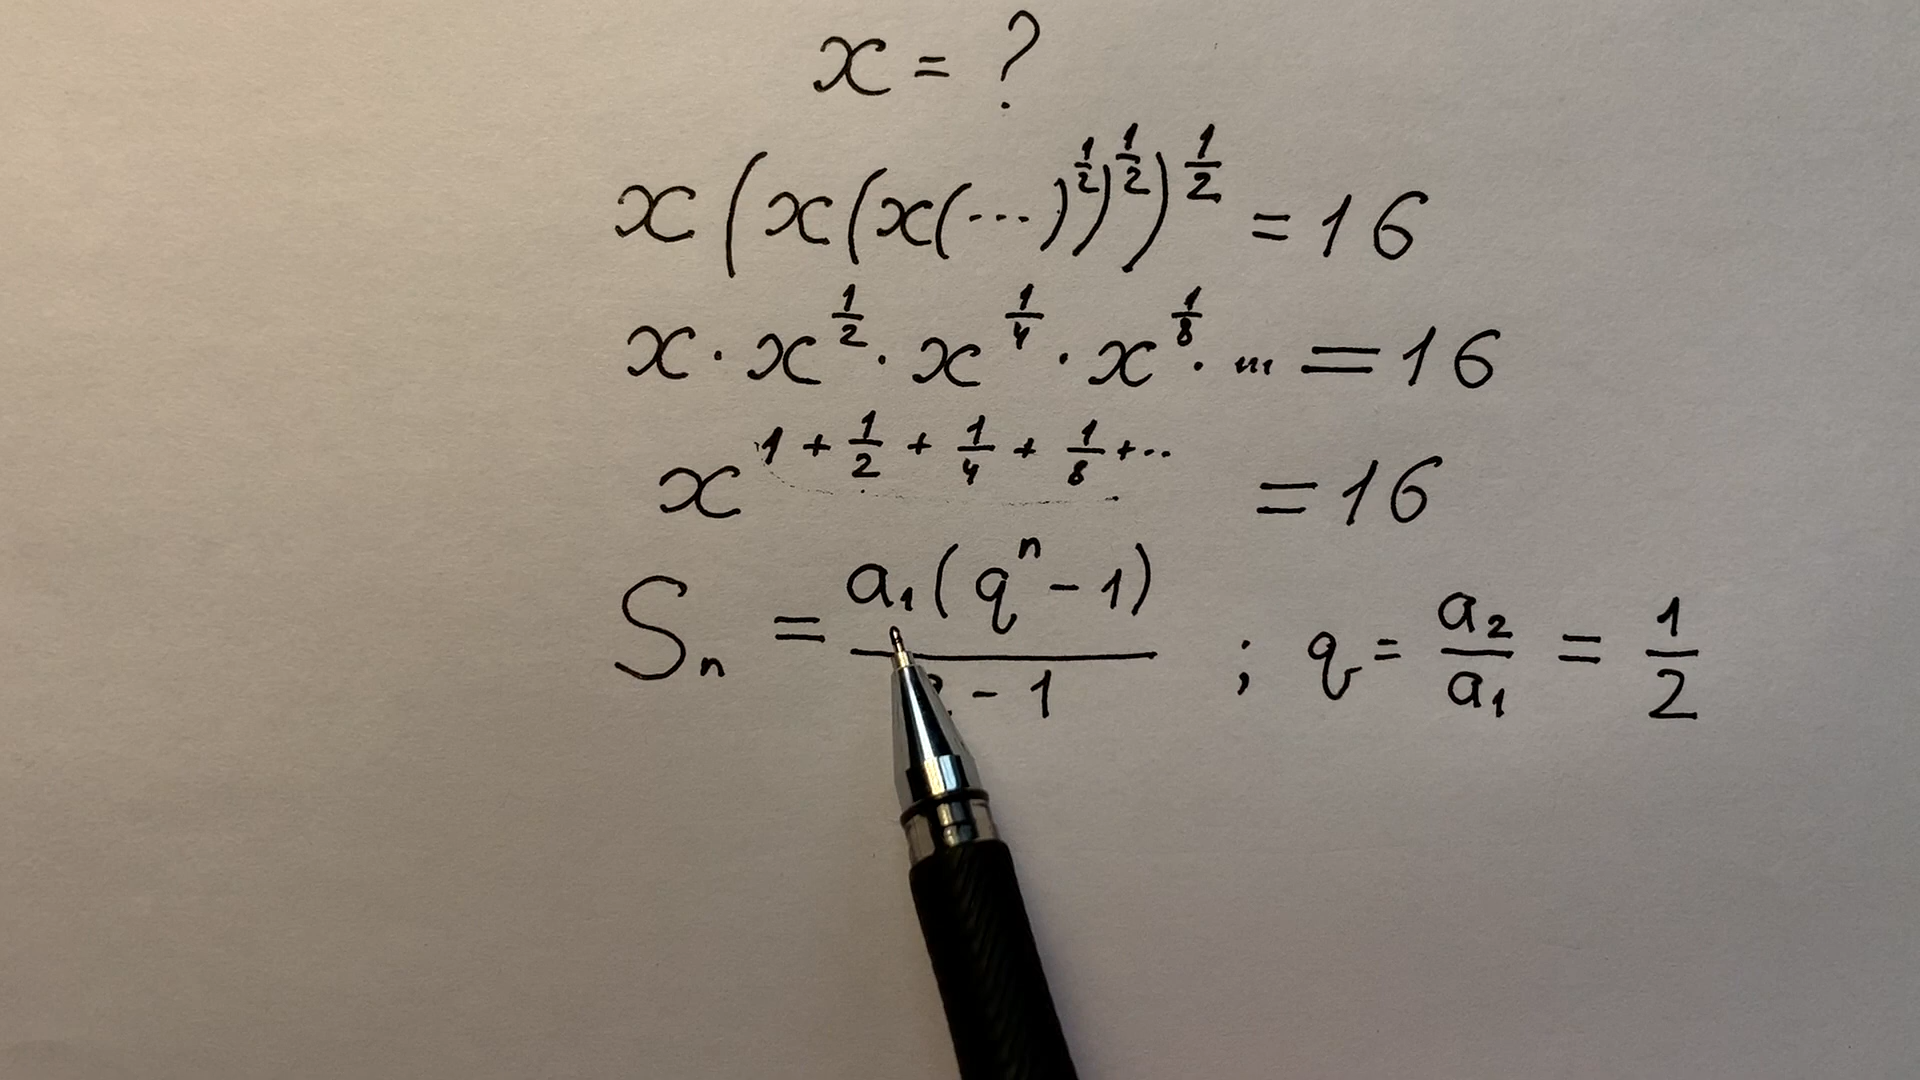 x = ?
x(x(x(...)^½)^½)^½ = 16
x · x^½ · x^¼ · x^⅛ · ... = 16
x^(1 + ½ + ¼ + ⅛ + ..) = 16
Sₙ = a₁(qⁿ - 1) / - 1 ; q = a₂/a₁ = 1/2